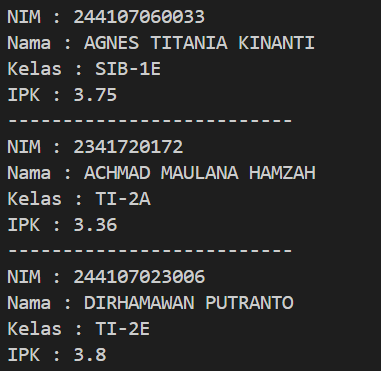 NIM : 244107060033
Nama : AGNES TITANIA KINANTI
Kelas : SIB-1E
IPK : 3.75
---------------------------
NIM : 2341720172
Nama : ACHMAD MAULANA HAMZAH
Kelas : TI-2A
IPK : 3.36
---------------------------
NIM : 244107023006
Nama : DIRHAMAWAN PUTRANTO
Kelas : TI-2E
IPK : 3.8